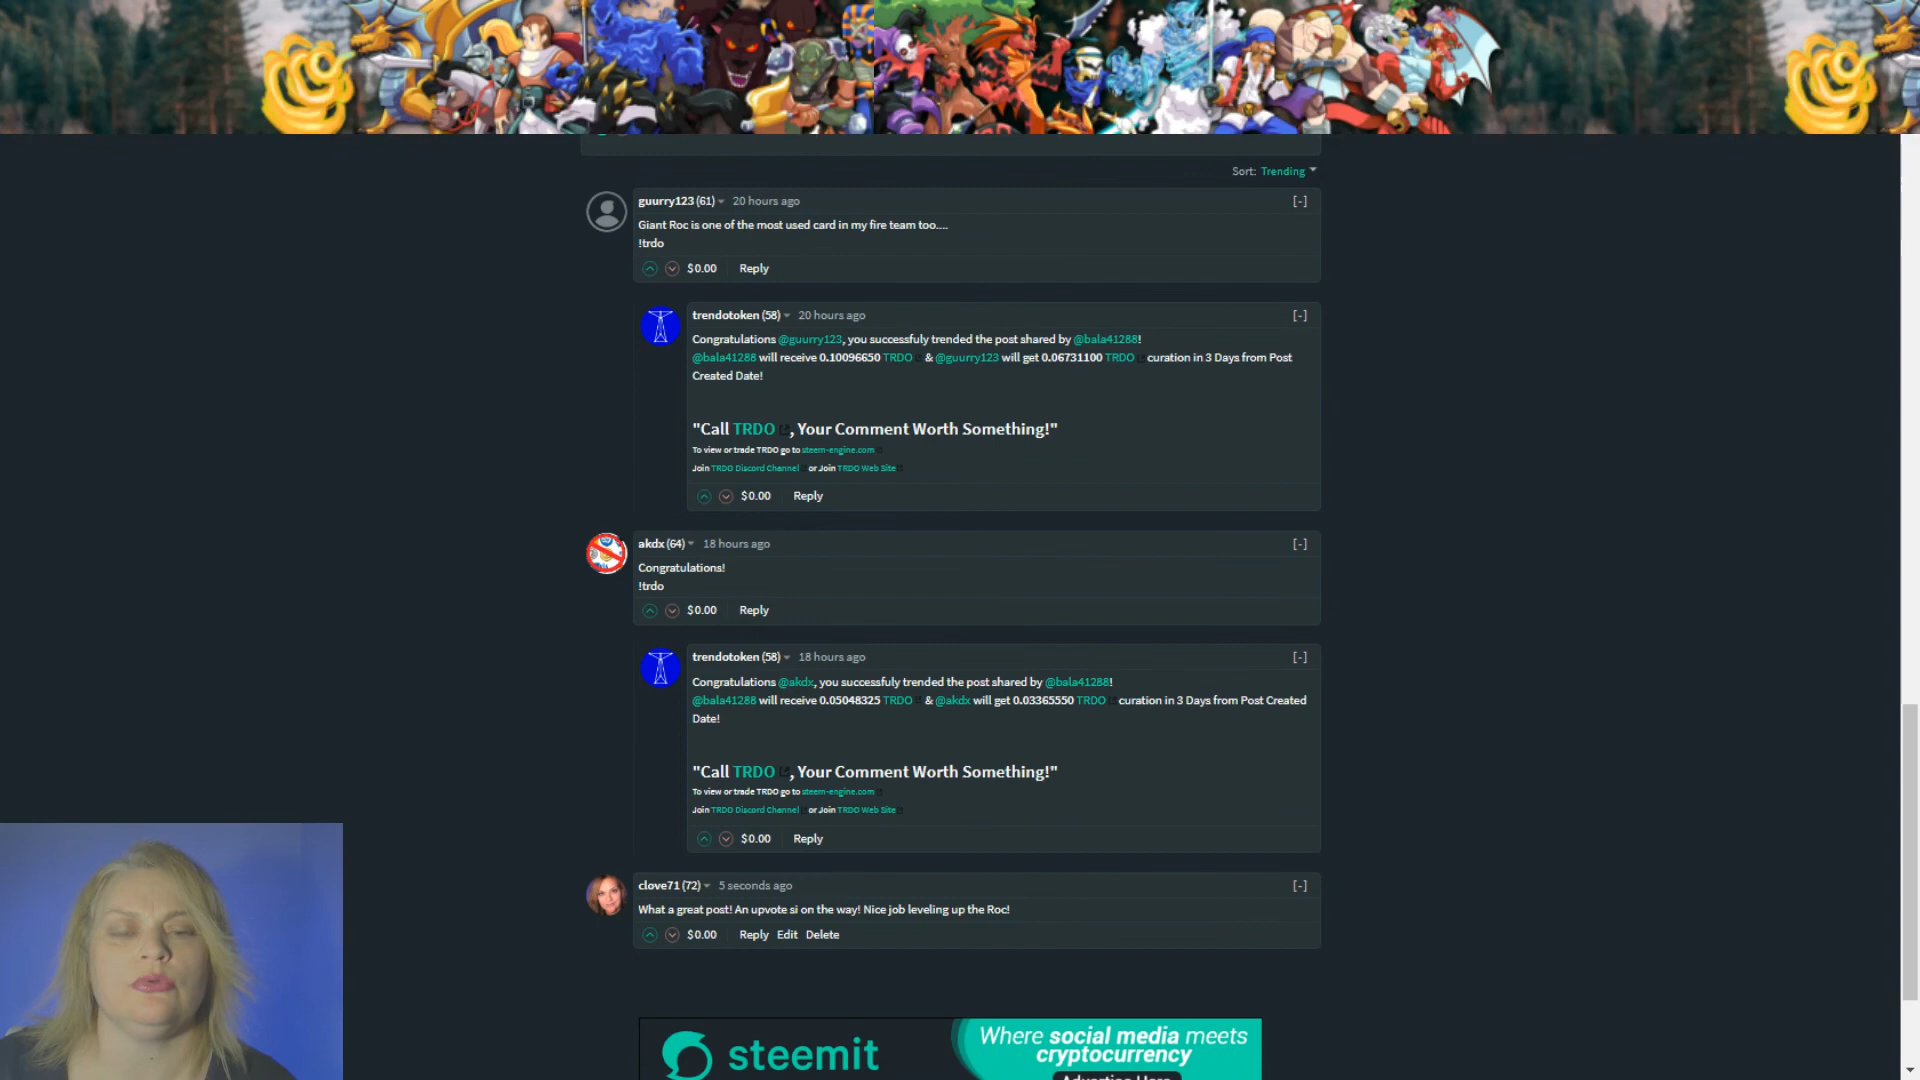 Sort: Trending
guurry123 (61) 20 hours ago [-]
Giant Roc is one of the most used card in my fire team too....
!trdo
$0.00 Reply
trendotoken (58) 20 hours ago [-]
Congratulations @guurry123, you successfuly trended the post shared by @bala41288!
@bala41288 will receive 0.10096650 TRDO & @guurry123 will get 0.06731100 TRDO curation in 3 Days from Post
Created Date!
"Call TRDO , Your Comment Worth Something!"
To view or trade TRDO go to steem-engine.com
Join TRDO Discord Channel or Join TRDO Web Site
$0.00 Reply
akdx (64) 18 hours ago [-]
Congratulations!
!trdo
$0.00 Reply
trendotoken (58) 18 hours ago [-]
Congratulations @akdx, you successfuly trended the post shared by @bala41288!
@bala41288 will receive 0.05048325 TRDO & @akdx will get 0.03365550 TRDO curation in 3 Days from Post Created
Date!
"Call TRDO , Your Comment Worth Something!"
To view or trade TRDO go to steem-engine.com
Join TRDO Discord Channel or Join TRDO Web Site
$0.00 Reply
clove71 (72) 5 seconds ago [-]
What a great post! An upvote si on the way! Nice job leveling up the Roc!
$0.00 Reply Edit Delete
steemit
Where social media meets
cryptocurrency
Advertise Here